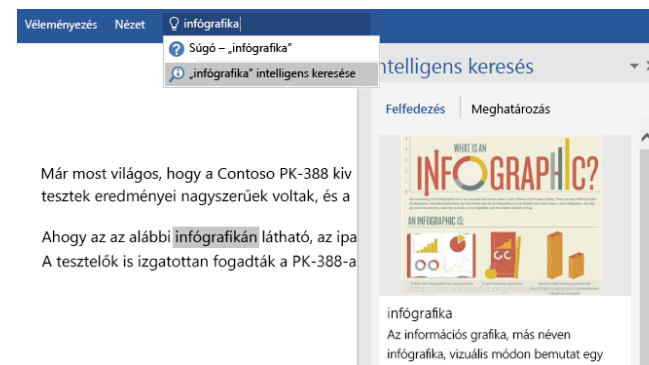 Véleményezés Nézet infógrafika
Súgó – „infógrafika"
„infógrafika" intelligens keresése
ntelligens keresés
Felfedezés Meghatározás
Már most világos, hogy a Contoso PK-388 kiv
tesztek eredményei nagyszerűek voltak, és a
Ahogy az az alábbi infógrafikán látható, az ipa
A tesztelők is izgatottan fogadták a PK-388-a
WHAT IS AN
INFOGRAPHIC?
AN INFOGRAPHIC IS:
infógrafika
Az információs grafika, más néven
infógrafika, vizuális módon bemutat egy